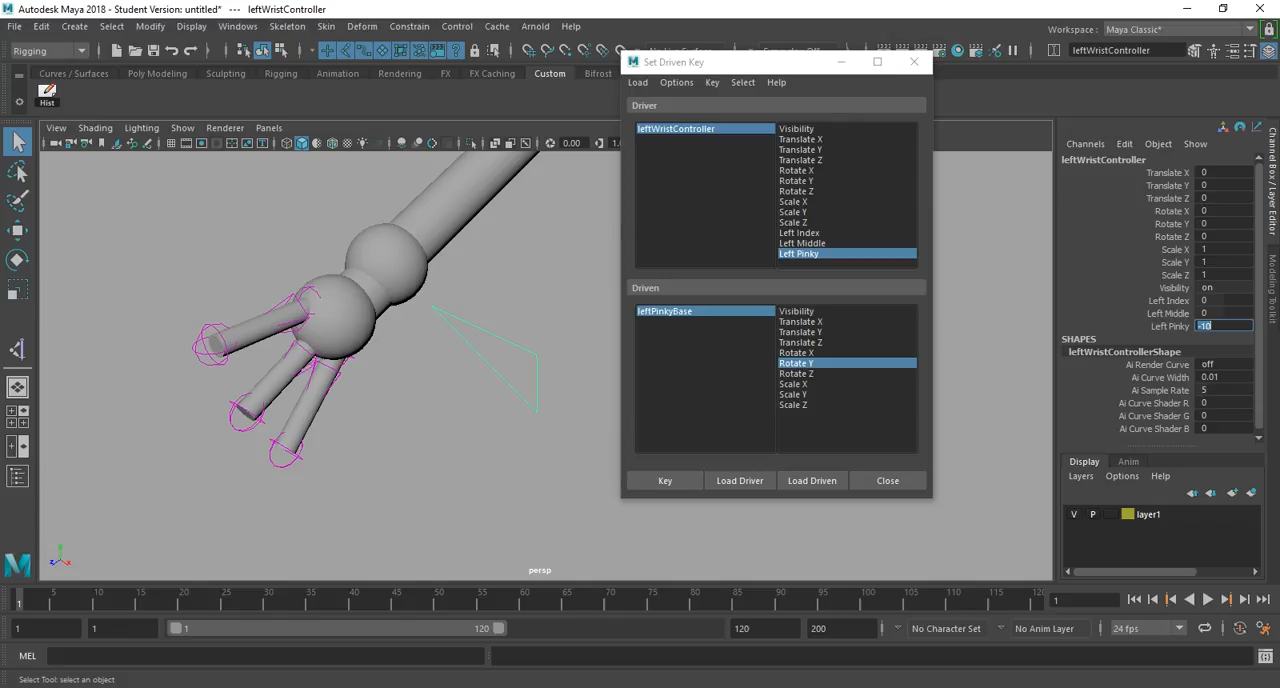 Autodesk Maya 2018 - Student Version: untitled* --- leftWristController
File Edit Create Select Modify Display Windows Skeleton Skin Deform Constrain Control Cache Arnold Help
Workspace : Maya Classic*
Rigging
leftWristController
Curves / Surfaces Poly Modeling Sculpting Rigging Animation Rendering FX FX Caching Custom Bifrost
Hist
View Shading Lighting Show Renderer Panels
0.00
Set Driven Key
Load Options Key Select Help
Driver
leftWristController
Visibility
Translate X
Translate Y
Translate Z
Rotate X
Rotate Y
Rotate Z
Scale X
Scale Y
Scale Z
Left Index
Left Middle
Left Pinky
Driven
leftPinkyBase
Visibility
Translate X
Translate Y
Translate Z
Rotate X
Rotate Y
Rotate Z
Scale X
Scale Y
Scale Z
Key Load Driver Load Driven Close
persp
Channels Edit Object Show
leftWristController
Translate X 0
Translate Y 0
Translate Z 0
Rotate X 0
Rotate Y 0
Rotate Z 0
Scale X 1
Scale Y 1
Scale Z 1
Visibility on
Left Index 0
Left Middle 0
Left Pinky -10
SHAPES
leftWristControllerShape
Ai Render Curve off
Ai Curve Width 0.01
Ai Sample Rate 5
Ai Curve Shader R 0
Ai Curve Shader G 0
Ai Curve Shader B 0
Display Anim
Layers Options Help
V P layer1
Channel Box / Layer Editor
Modeling Toolkit
1 5 10 15 20 25 30 35 40 45 50 55 60 65 70 75 80 85 90 95 100 105 110 115 120
1
1 1 1 120 120 200 No Character Set No Anim Layer 24 fps
MEL
Select Tool: select an object